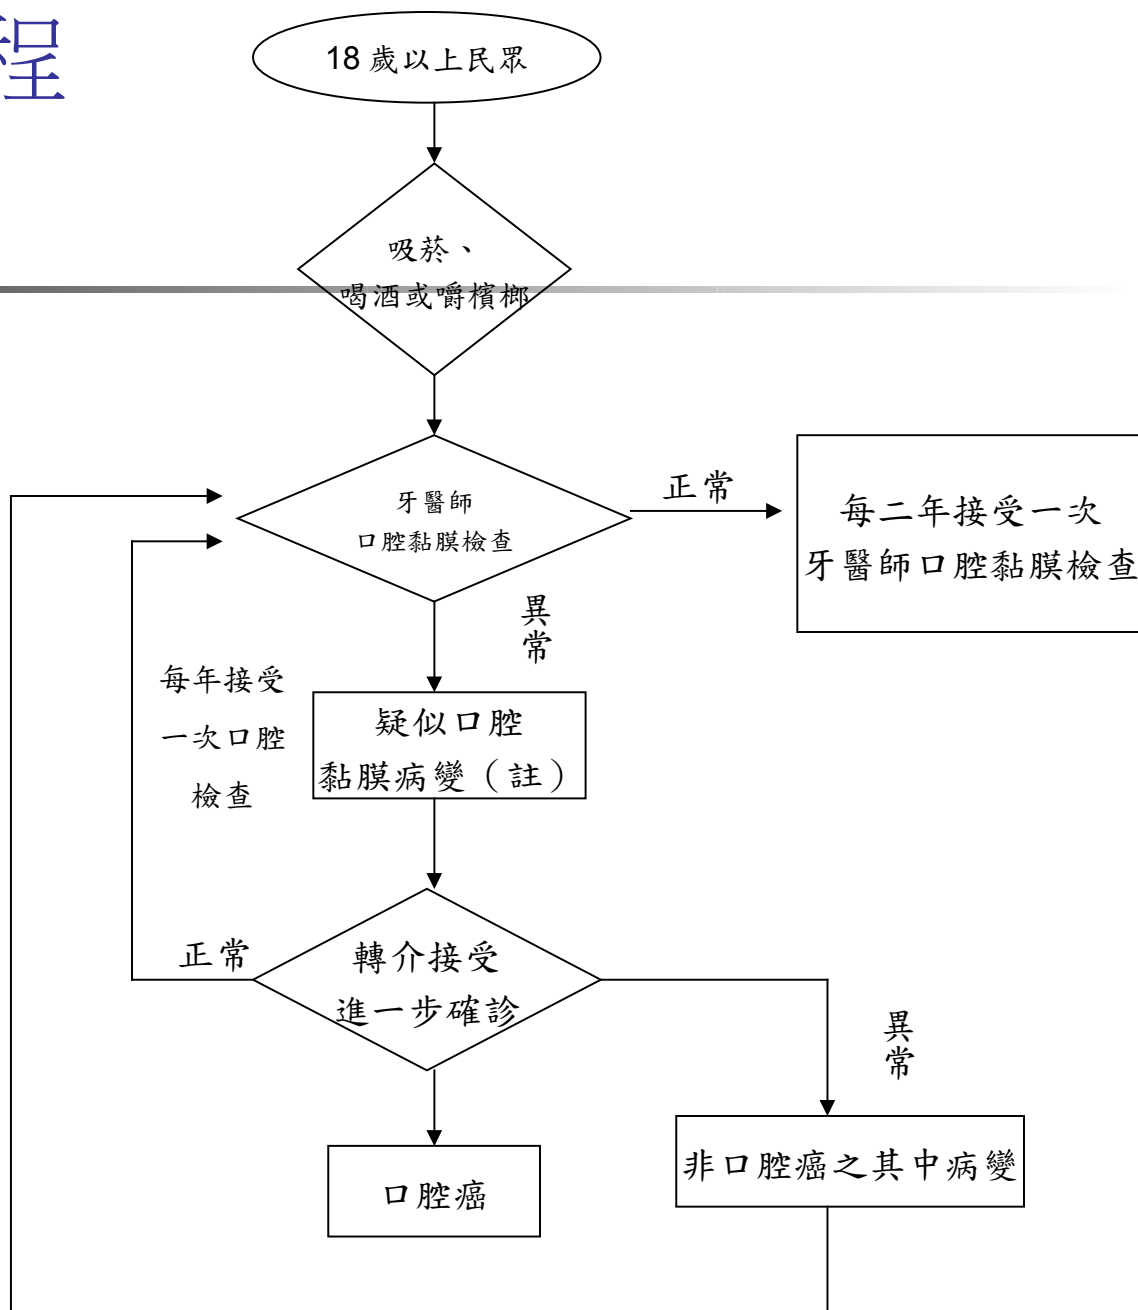 程
18 歲以上民眾
吸菸、
喝酒或嚼檳榔
牙醫師
口腔黏膜檢查
正常
每二年接受一次
牙醫師口腔黏膜檢查
異
常
每年接受
一次口腔
檢查
疑似口腔
黏膜病變（註）
正常
轉介接受
進一步確診
異
常
口腔癌
非口腔癌之其中病變